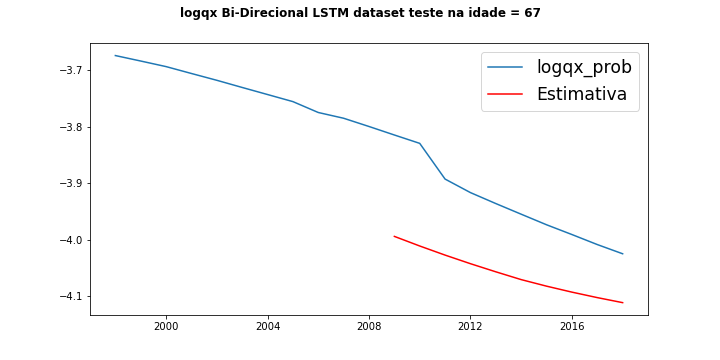 logqx Bi-Direcional LSTM dataset teste na idade = 67
logqx_prob
Estimativa
−3.7
−3.8
−3.9
−4.0
−4.1
2000 2004 2008 2012 2016